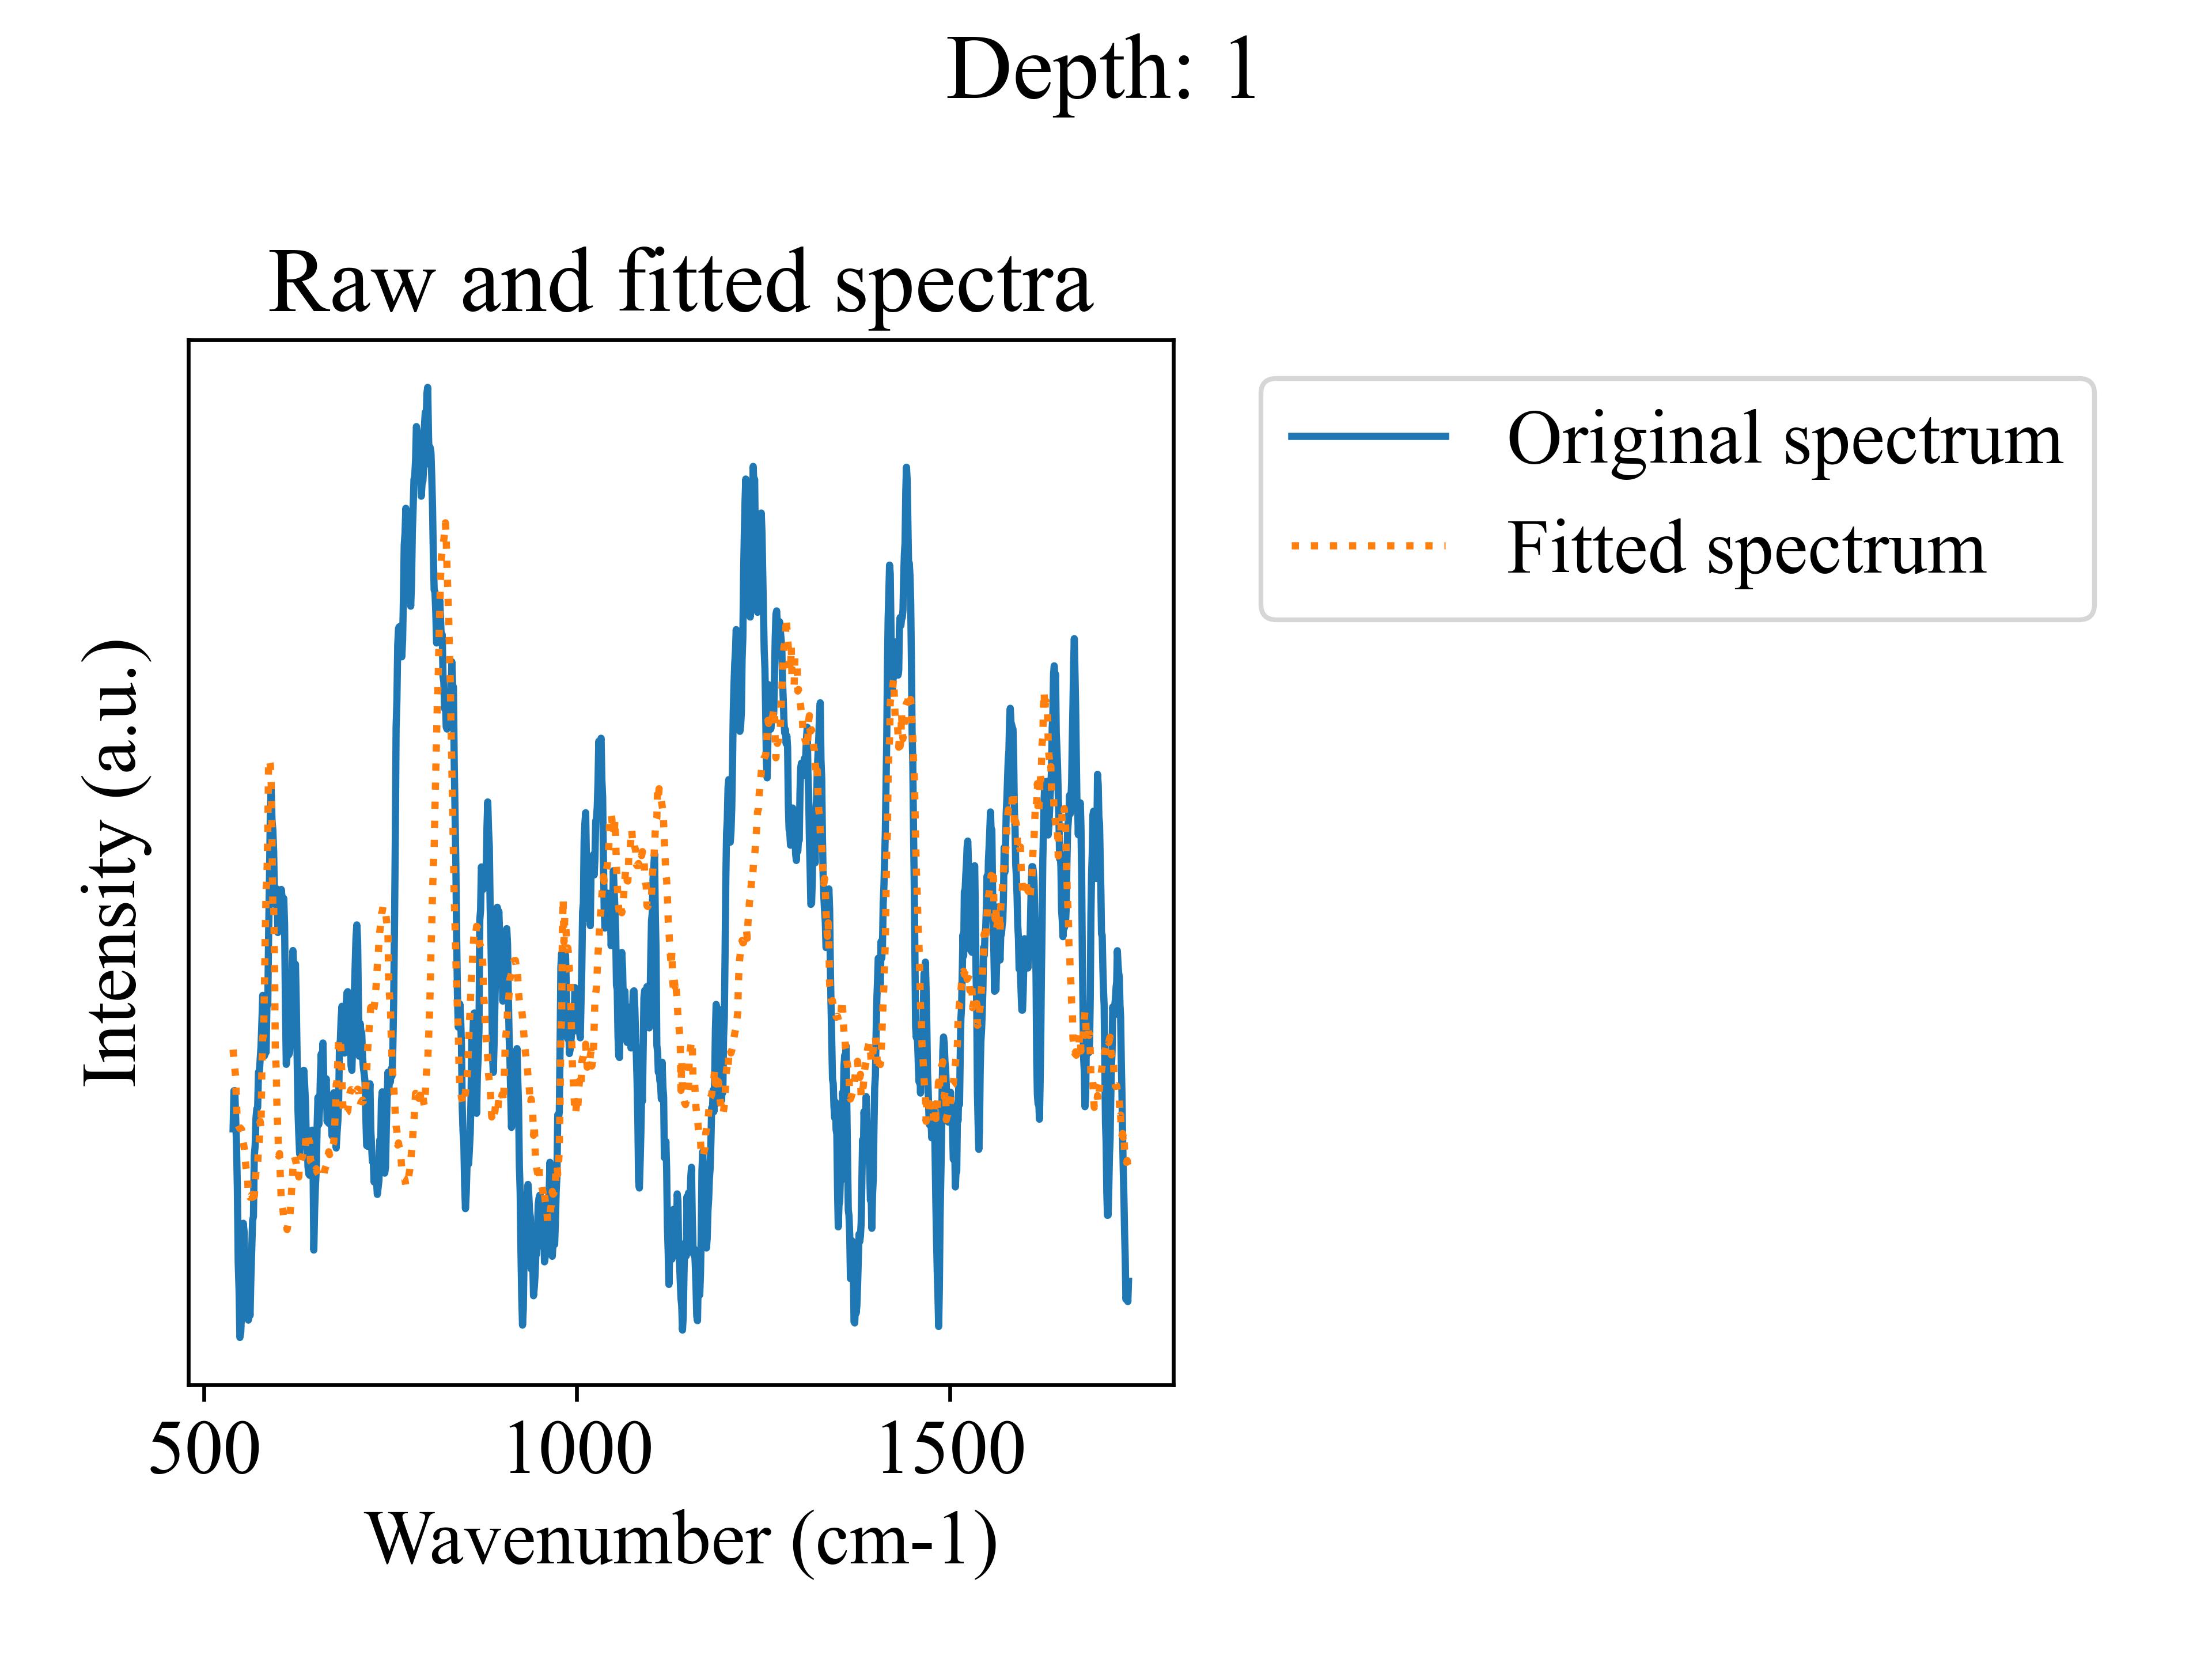 Depth: 1
Raw and fitted spectra
Original spectrum
Fitted spectrum
Intensity (a.u.)
500 1000 1500
Wavenumber (cm-1)